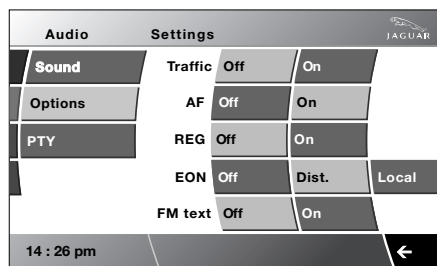 Audio Settings JAGUAR
Sound Traffic Off On
Options AF Off On
PTY REG Off On
EON Off Dist. Local
FM text Off On
14 : 26 pm